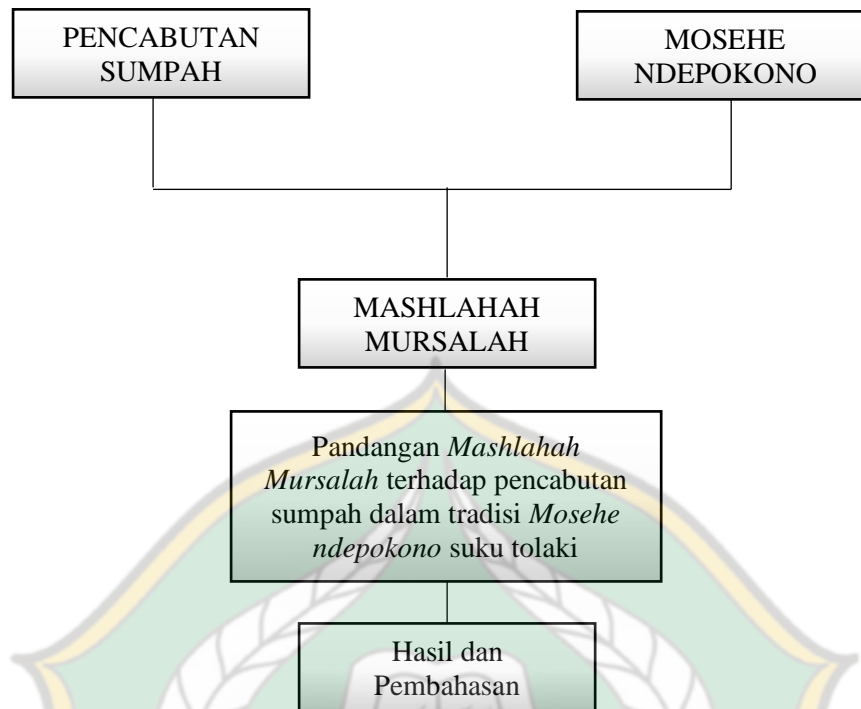 PENCABUTAN
SUMPAH
MOSEHE
NDEPOKONO
MASHLAHAH
MURSALAH
Pandangan Mashlahah
Mursalah terhadap pencabutan
sumpah dalam tradisi Mosehe
ndepokono suku tolaki
Hasil dan
Pembahasan